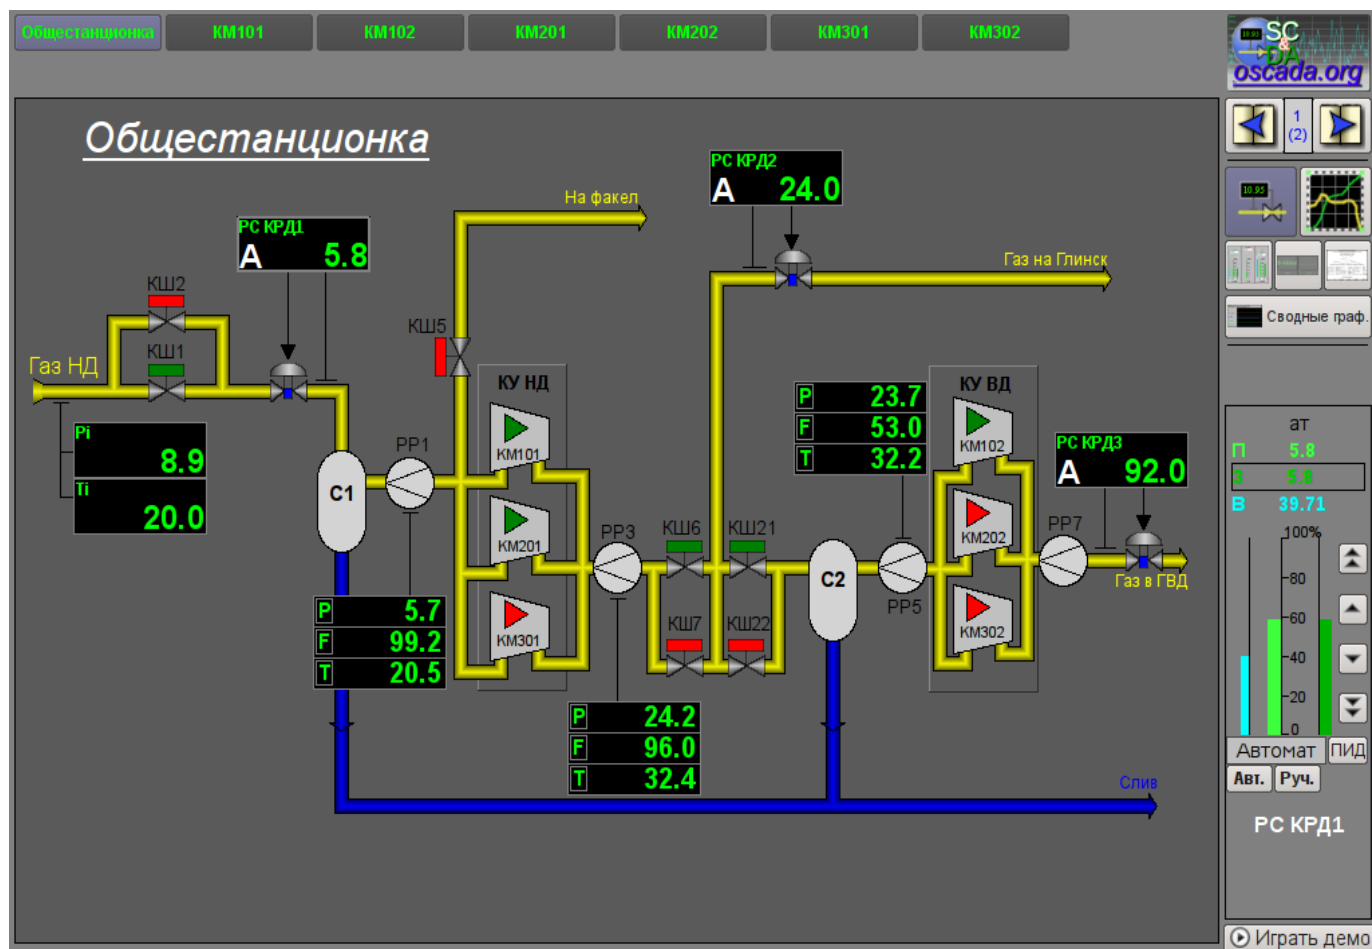 Общестанционка
КМ101
КМ102
КМ201
КМ202
КМ301
КМ302
10.95
SC
&
DA
oscada.org
1
(2)
Общестанционка
На факел
РС КРД2
А 24.0
РС КРД1
А 5.8
Газ на Глинск
10.95
Сводные граф.
КШ2
КШ5
КШ1
Газ НД
КУ НД
КУ ВД
Pi
8.9
Ti
20.0
РР1
КМ101
P 23.7
F 53.0
T 32.2
КМ102
РС КРД3
А 92.0
С1
КМ201
РР3
КШ6
КШ21
КМ202
РР7
С2
РР5
Газ в ГВД
P 5.7
F 99.2
T 20.5
КМ301
КШ7
КШ22
КМ302
P 24.2
F 96.0
T 32.4
Слив
ат
П 5.8
З 5.8
В 39.71
100%
80
60
40
20
0
Автомат
ПИД
Авт.
Руч.
РС КРД1
Играть демо